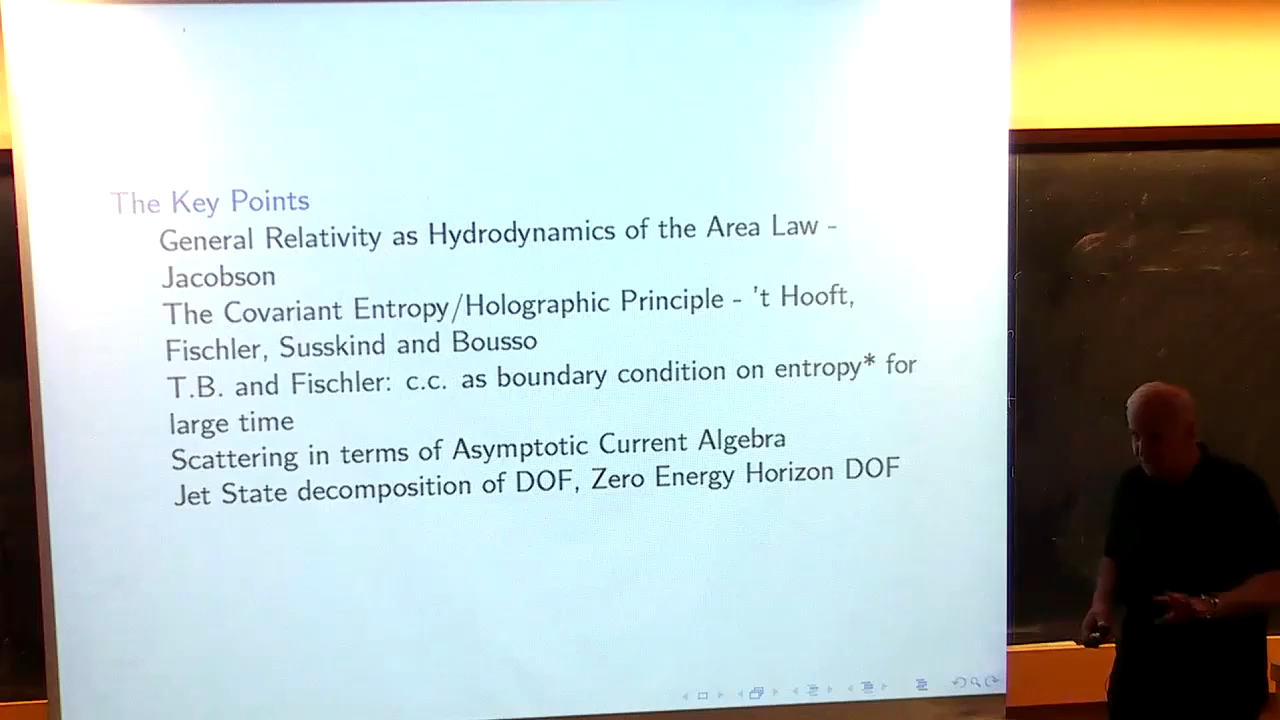 The Key Points
General Relativity as Hydrodynamics of the Area Law -
Jacobson
The Covariant Entropy/Holographic Principle - 't Hooft,
Fischler, Susskind and Bousso
T.B. and Fischler: c.c. as boundary condition on entropy* for
large time
Scattering in terms of Asymptotic Current Algebra
Jet State decomposition of DOF, Zero Energy Horizon DOF